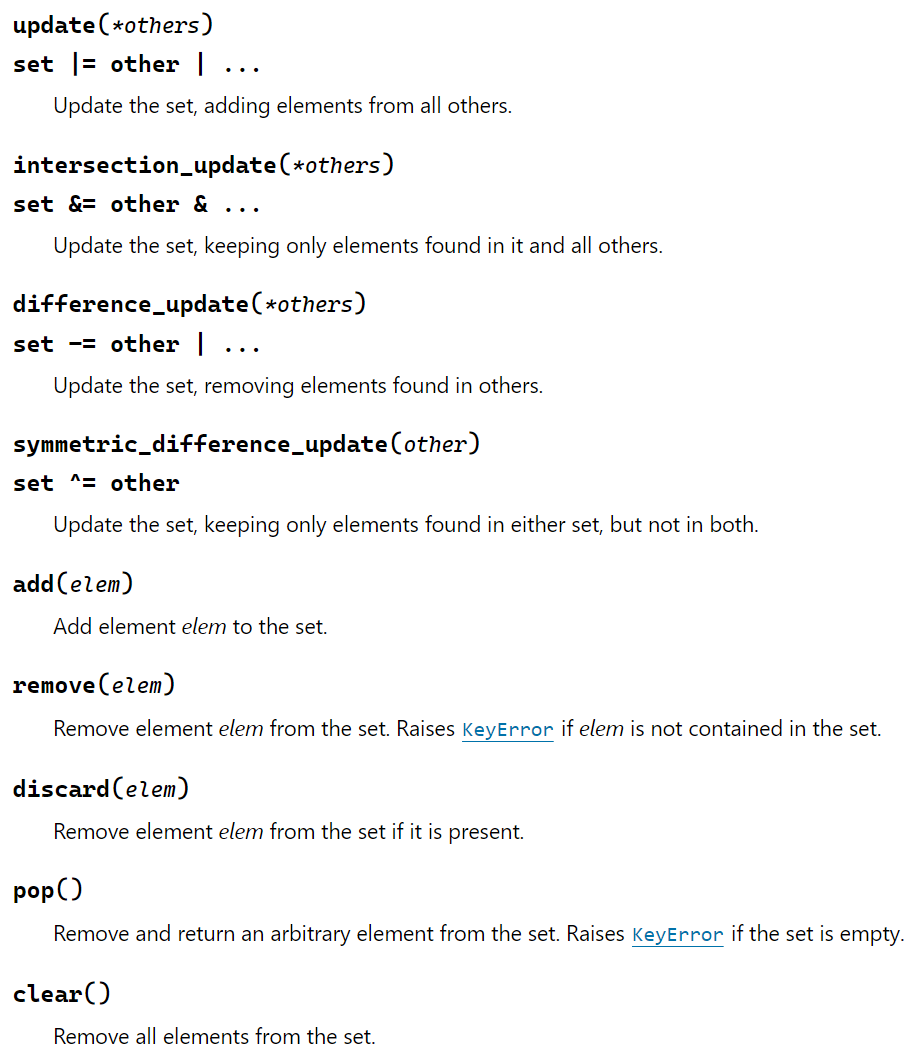 update(*others)
set |= other | ...
Update the set, adding elements from all others.
intersection_update(*others)
set &= other & ...
Update the set, keeping only elements found in it and all others.
difference_update(*others)
set -= other | ...
Update the set, removing elements found in others.
symmetric_difference_update(other)
set ^= other
Update the set, keeping only elements found in either set, but not in both.
add(elem)
Add element elem to the set.
remove(elem)
Remove element elem from the set. Raises KeyError if elem is not contained in the set.
discard(elem)
Remove element elem from the set if it is present.
pop()
Remove and return an arbitrary element from the set. Raises KeyError if the set is empty.
clear()
Remove all elements from the set.